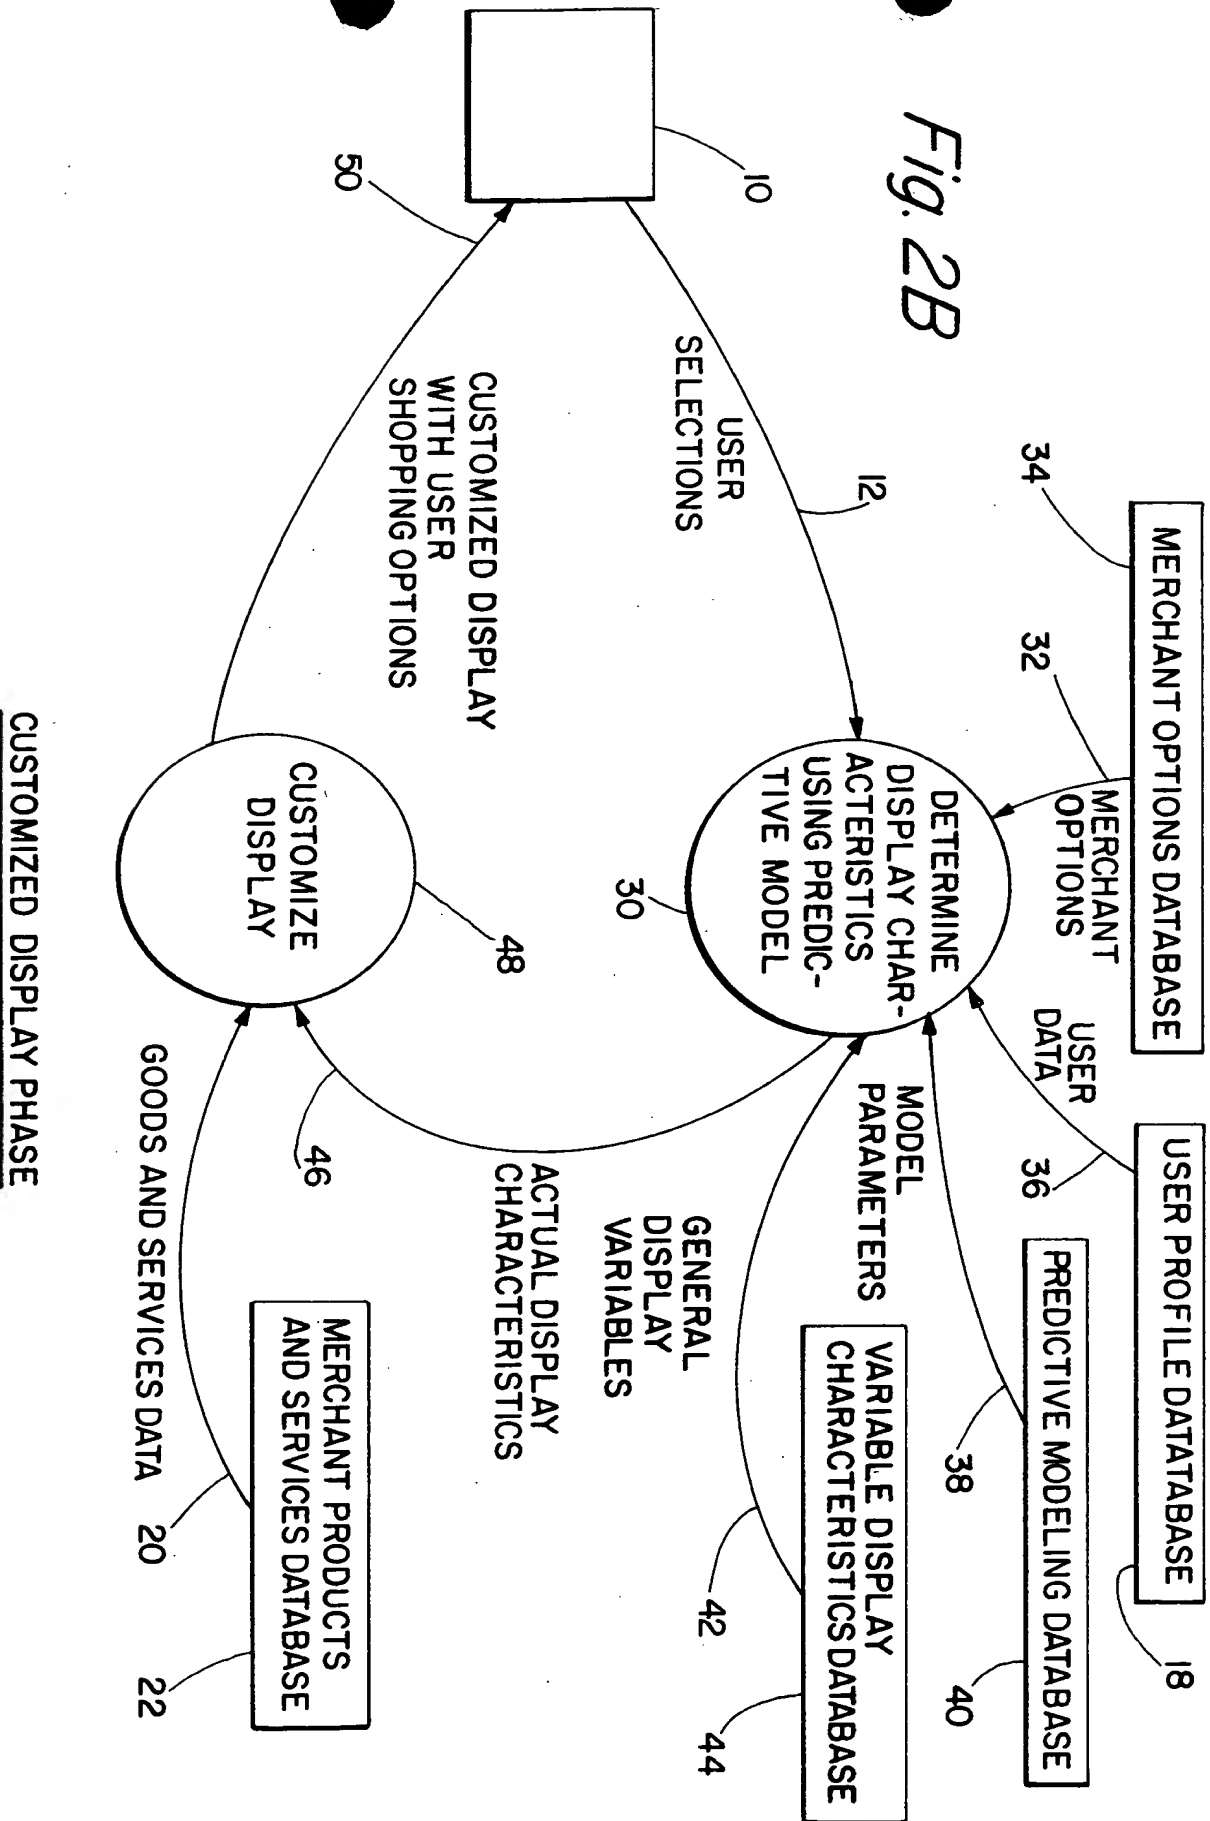 Fig. 2B
34
MERCHANT OPTIONS DATABASE
32
MERCHANT
OPTIONS
USER PROFILE DATATABASE
18
USER
DATA
36
PREDICTIVE MODELING DATABASE
40
38
MODEL
PARAMETERS
VARIABLE DISPLAY
CHARACTERISTICS DATABASE
44
42
GENERAL
DISPLAY
VARIABLES
10
12
USER
SELECTIONS
DETERMINE
DISPLAY CHAR-
ACTERISTICS
USING PREDIC-
TIVE MODEL
30
ACTUAL DISPLAY
CHARACTERISTICS
46
50
CUSTOMIZED DISPLAY
WITH USER
SHOPPING OPTIONS
CUSTOMIZE
DISPLAY
48
MERCHANT PRODUCTS
AND SERVICES DATABASE
22
20
GOODS AND SERVICES DATA
CUSTOMIZED DISPLAY PHASE